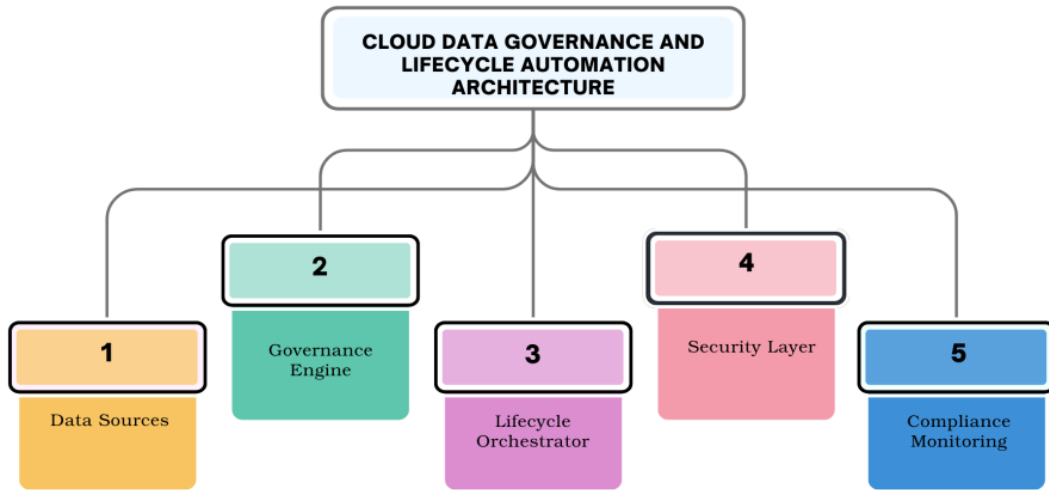 CLOUD DATA GOVERNANCE AND
LIFECYCLE AUTOMATION
ARCHITECTURE
1
Data Sources
2
Governance
Engine
3
Lifecycle
Orchestrator
4
Security Layer
5
Compliance
Monitoring